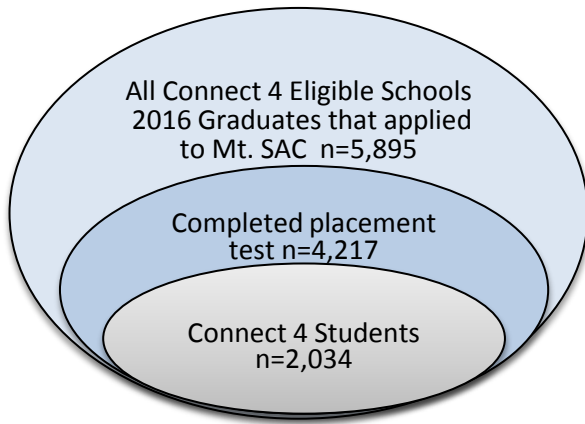 All Connect 4 Eligible Schools
2016 Graduates that applied
to Mt. SAC  n=5,895
Completed placement
test n=4,217
Connect 4 Students
n=2,034